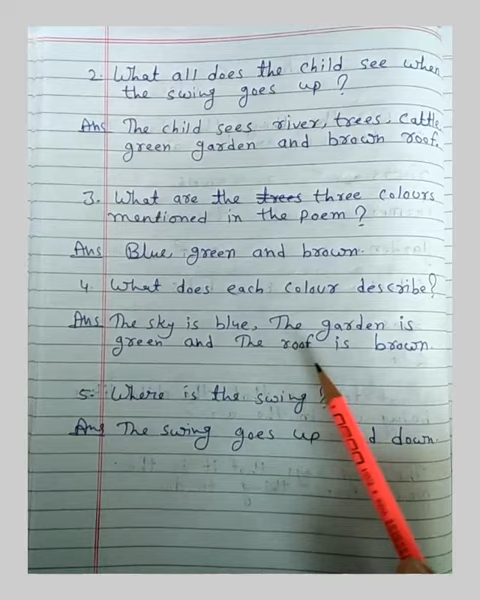 2. What all does the child see when
the swing goes up ?
Ans The child sees river, trees, cattle,
green garden and brown roof.
3. What are the trees three colours
mentioned in the poem ?
Ans Blue, green and brown.
4. What does each colour describe?
Ans The sky is blue, The garden is
green and The roof is brown.
5. Where is the swing ?
Ans The swing goes up d down.